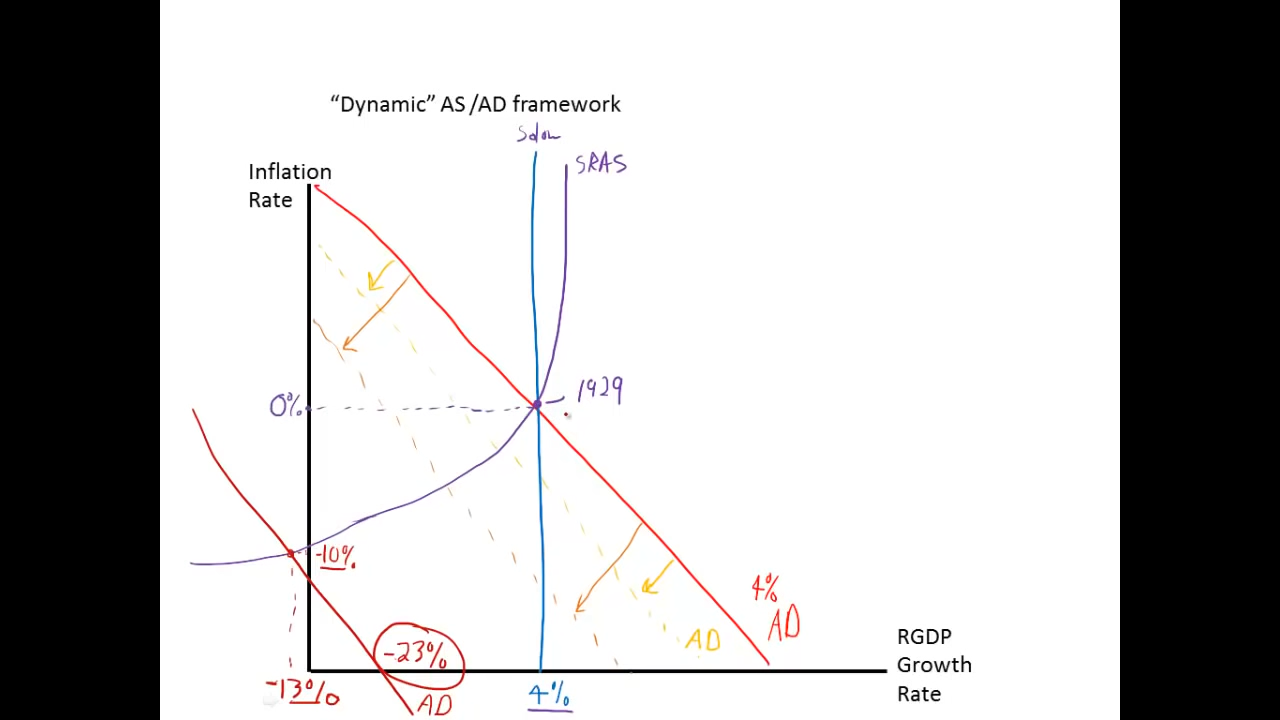 “Dynamic” AS/AD framework
Solow
SRAS
Inflation
Rate
1929
0%
-10%.
4%
AD
AD
-23%
RGDP
Growth
Rate
-13%
AD
4%